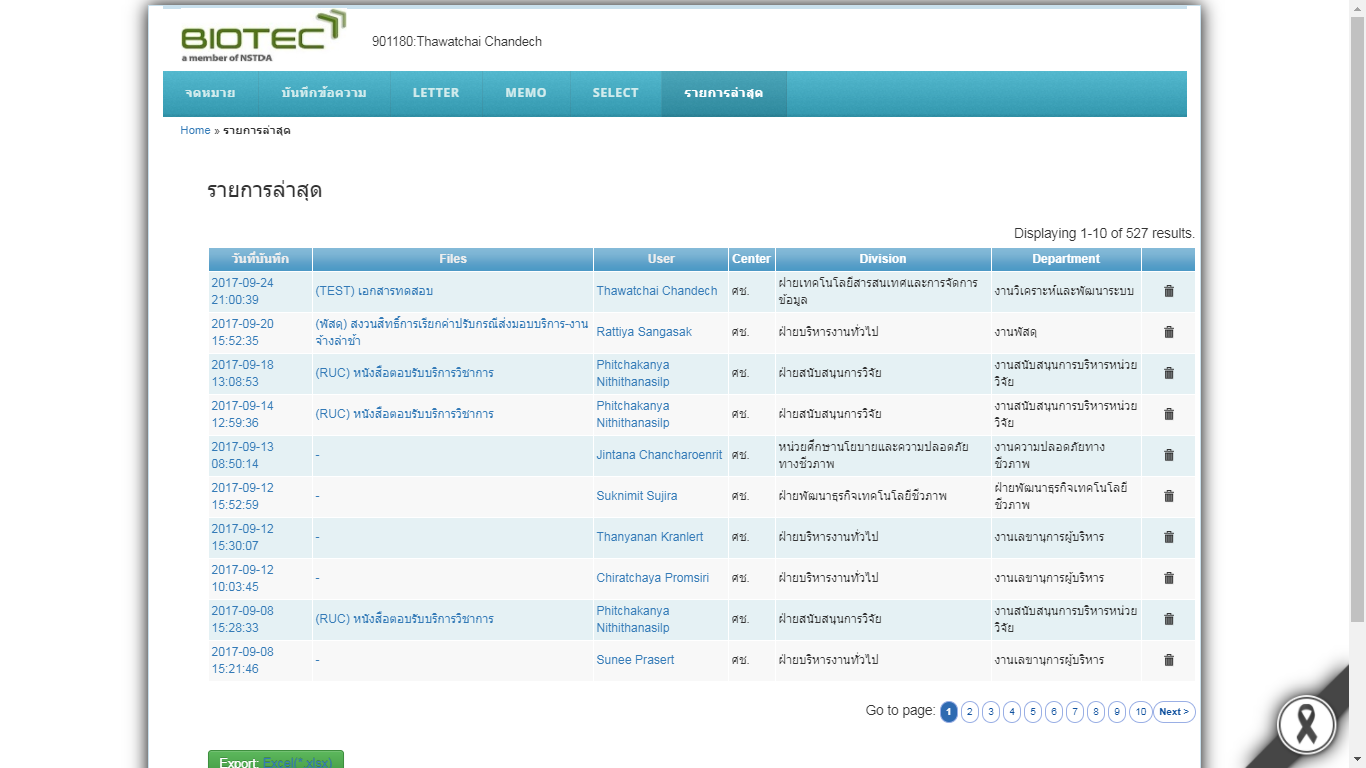 BIOTEC
a member of NSTDA
901180:Thawatchai Chandech
จดหมาย บันทึกข้อความ LETTER MEMO SELECT รายการล่าสุด
Home » รายการล่าสุด
รายการล่าสุด
Displaying 1-10 of 527 results.
วันที่บันทึก Files User Center Division Department
2017-09-24 21:00:39 (TEST) เอกสารทดสอบ Thawatchai Chandech ศช. ฝ่ายเทคโนโลยีสารสนเทศและการจัดการข้อมูล งานวิเคราะห์และพัฒนาระบบ
2017-09-20 15:52:35 (พัสดุ) สงวนสิทธิ์การเรียกค่าปรับกรณีส่งมอบบริการ-งานจ้างล่าช้า Rattiya Sangasak ศช. ฝ่ายบริหารงานทั่วไป งานพัสดุ
2017-09-18 13:08:53 (RUC) หนังสือตอบรับบริการวิชาการ Phitchakanya Nithithanasilp ศช. ฝ่ายสนับสนุนการวิจัย งานสนับสนุนการบริหารหน่วยวิจัย
2017-09-14 12:59:36 (RUC) หนังสือตอบรับบริการวิชาการ Phitchakanya Nithithanasilp ศช. ฝ่ายสนับสนุนการวิจัย งานสนับสนุนการบริหารหน่วยวิจัย
2017-09-13 08:50:14 - Jintana Chancharoenrit ศช. หน่วยศึกษานโยบายและความปลอดภัยทางชีวภาพ งานความปลอดภัยทางชีวภาพ
2017-09-12 15:52:59 - Suknimit Sujira ศช. ฝ่ายพัฒนาธุรกิจเทคโนโลยีชีวภาพ ฝ่ายพัฒนาธุรกิจเทคโนโลยีชีวภาพ
2017-09-12 15:30:07 - Thanyanan Kranlert ศช. ฝ่ายบริหารงานทั่วไป งานเลขานุการผู้บริหาร
2017-09-12 10:03:45 - Chiratchaya Promsiri ศช. ฝ่ายบริหารงานทั่วไป งานเลขานุการผู้บริหาร
2017-09-08 15:28:33 (RUC) หนังสือตอบรับบริการวิชาการ Phitchakanya Nithithanasilp ศช. ฝ่ายสนับสนุนการวิจัย งานสนับสนุนการบริหารหน่วยวิจัย
2017-09-08 15:21:46 - Sunee Prasert ศช. ฝ่ายบริหารงานทั่วไป งานเลขานุการผู้บริหาร
Go to page: 1 2 3 4 5 6 7 8 9 10 Next >
Export: Excel(*.xlsx)